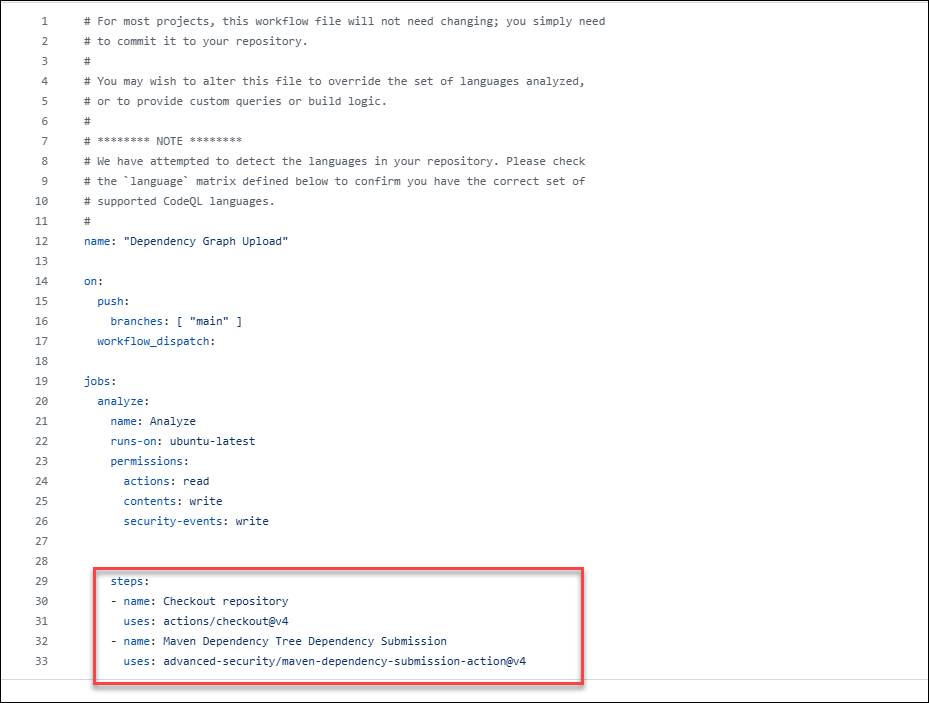 1 # For most projects, this workflow file will not need changing; you simply need
2 # to commit it to your repository.
3 #
4 # You may wish to alter this file to override the set of languages analyzed,
5 # or to provide custom queries or build logic.
6 #
7 # ******** NOTE ********
8 # We have attempted to detect the languages in your repository. Please check
9 # the `language` matrix defined below to confirm you have the correct set of
10 # supported CodeQL languages.
11 #
12 name: "Dependency Graph Upload"
13
14 on:
15   push:
16     branches: [ "main" ]
17   workflow_dispatch:
18
19 jobs:
20   analyze:
21     name: Analyze
22     runs-on: ubuntu-latest
23     permissions:
24       actions: read
25       contents: write
26       security-events: write
27
28
29     steps:
30     - name: Checkout repository
31       uses: actions/checkout@v4
32     - name: Maven Dependency Tree Dependency Submission
33       uses: advanced-security/maven-dependency-submission-action@v4